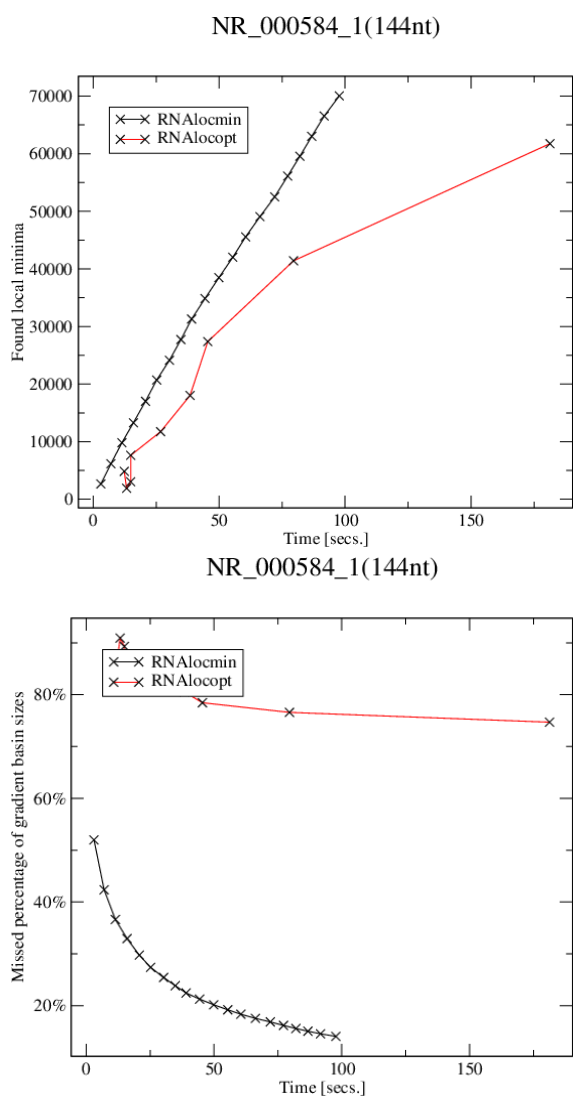 NR_000584_1(144nt)
70000
60000
50000
40000
30000
20000
10000
0
Found local minima
RNAlocmin
RNAlocopt
0 50 100 150
Time [secs.]
NR_000584_1(144nt)
80%
60%
40%
20%
Missed percentage of gradient basin sizes
RNAlocmin
RNAlocopt
0 50 100 150
Time [secs.]